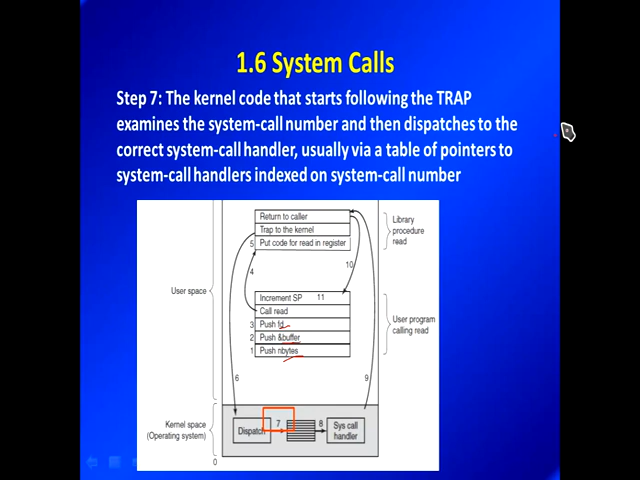 1.6 System Calls
Step 7: The kernel code that starts following the TRAP
examines the system-call number and then dispatches to the
correct system-call handler, usually via a table of pointers to
system-call handlers indexed on system-call number
Return to caller
Trap to the kernel
5 Put code for read in register
Library
procedure
read
4
10
User space
Increment SP 11
Call read
3 Push fd
2 Push &buffer
1 Push nbytes
User program
calling read
6
9
Kernel space
(Operating system)
Dispatch
7
8
Sys call
handler
0